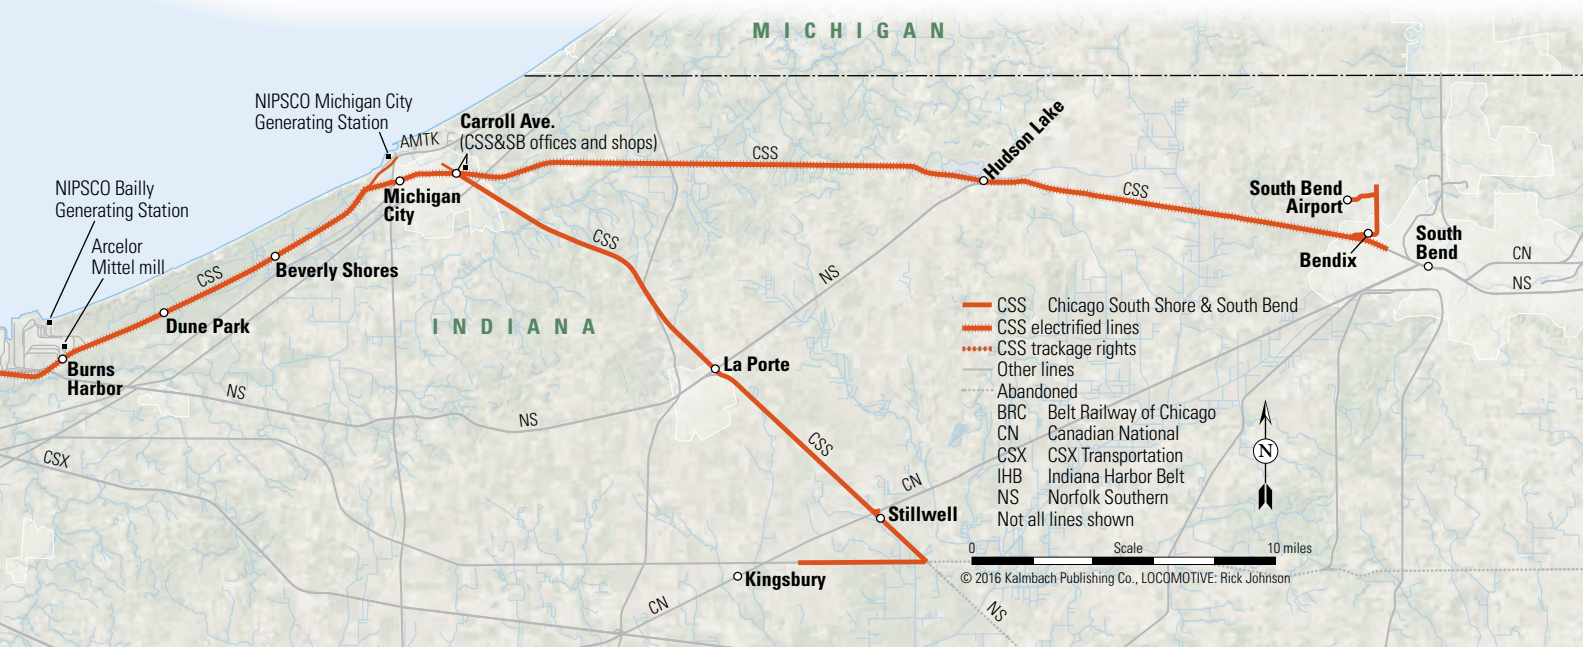 MICHIGAN
NIPSCO Michigan City
Generating Station
AMTK
Carroll Ave.
(CSS&SB offices and shops)
CSS
Hudson Lake
CSS
NIPSCO Bailly
Generating Station
Arcelor
Mittel mill
CSS
Michigan
City
Beverly Shores
Dune Park
Burns
Harbor
CSS
South Bend
Airport
Bendix
South
Bend
CN
NS
INDIANA
NS
NS
NS
CSX
La Porte
CSS
CN
Stillwell
Kingsbury
CN
NS
CSS Chicago South Shore & South Bend
CSS electrified lines
CSS trackage rights
Other lines
Abandoned
BRC Belt Railway of Chicago
CN Canadian National
CSX CSX Transportation
IHB Indiana Harbor Belt
NS Norfolk Southern
Not all lines shown
N
0 Scale 10 miles
© 2016 Kalmbach Publishing Co., LOCOMOTIVE: Rick Johnson